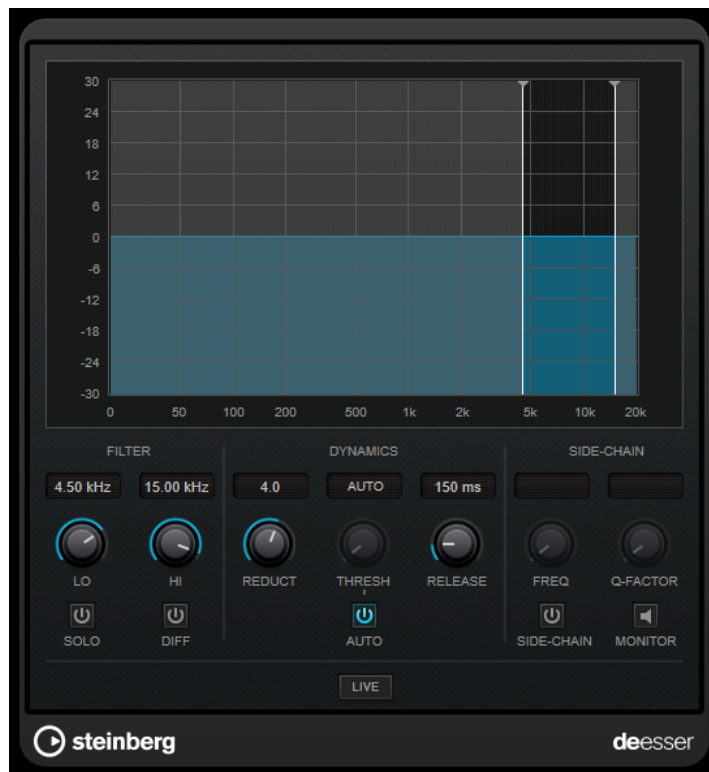 30
24
18
12
6
0
-6
-12
-18
-24
-30
0 50 100 200 500 1k 2k 5k 10k 20k
FILTER DYNAMICS SIDE-CHAIN
4.50 kHz 15.00 kHz 4.0 AUTO 150 ms
LO HI REDUCT THRESH RELEASE FREQ Q-FACTOR
SOLO DIFF AUTO SIDE-CHAIN MONITOR
LIVE
steinberg deesser